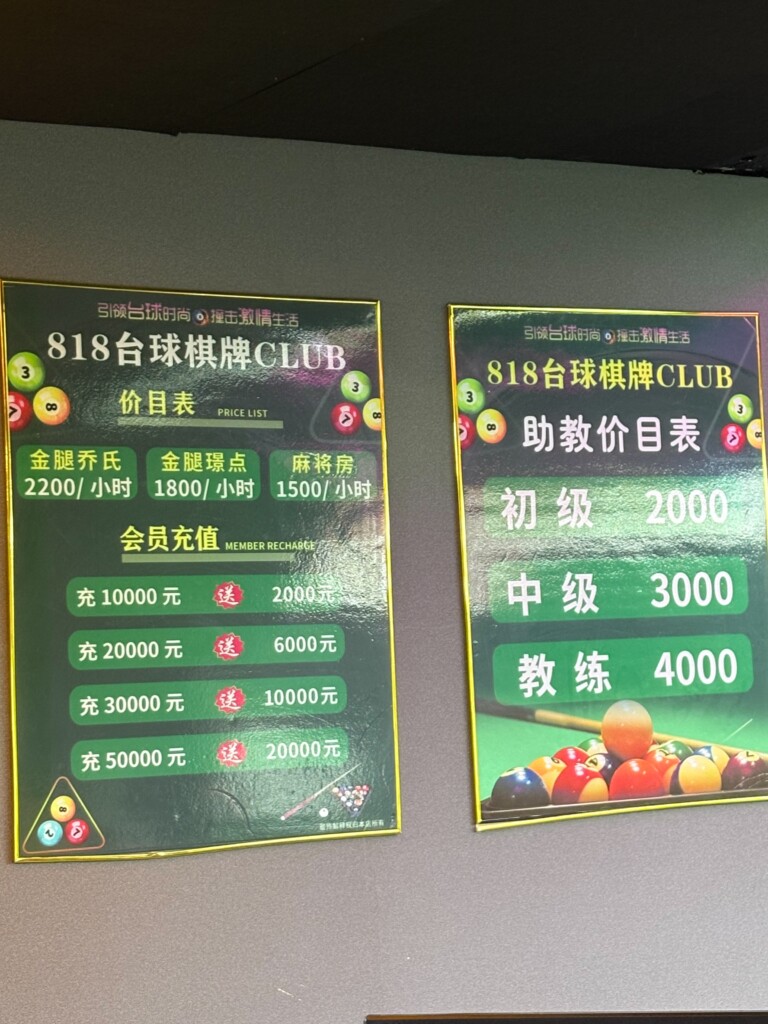 引领台球时尚 撞击激情生活
818台球棋牌CLUB
价目表 PRICE LIST
金腿乔氏 金腿璟点 麻将房
2200/小时 1800/小时 1500/小时
会员充值 MEMBER RECHARGE
充 10000 元 送 2000元
充 20000 元 送 6000元
充 30000 元 送 10000元
充 50000 元 送 20000元
引领台球时尚 撞击激情生活
818台球棋牌CLUB
助教价目表
初级 2000
中级 3000
教练 4000